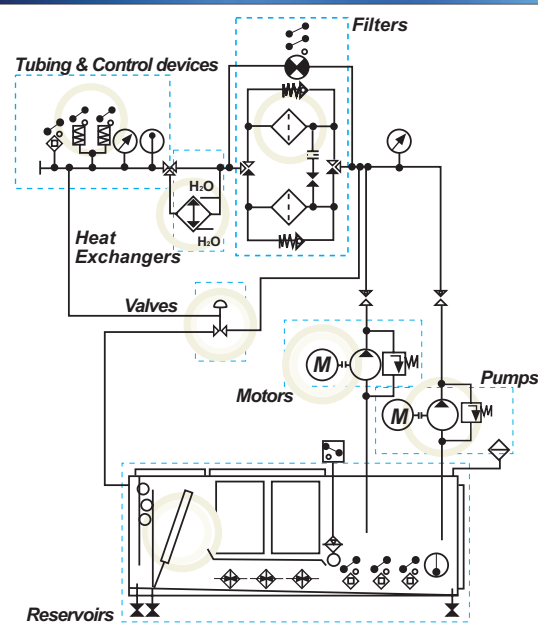 Filters
Tubing & Control devices
H₂O
H₂O
Heat
Exchangers
Valves
M
Motors
Pumps
M
Reservoirs